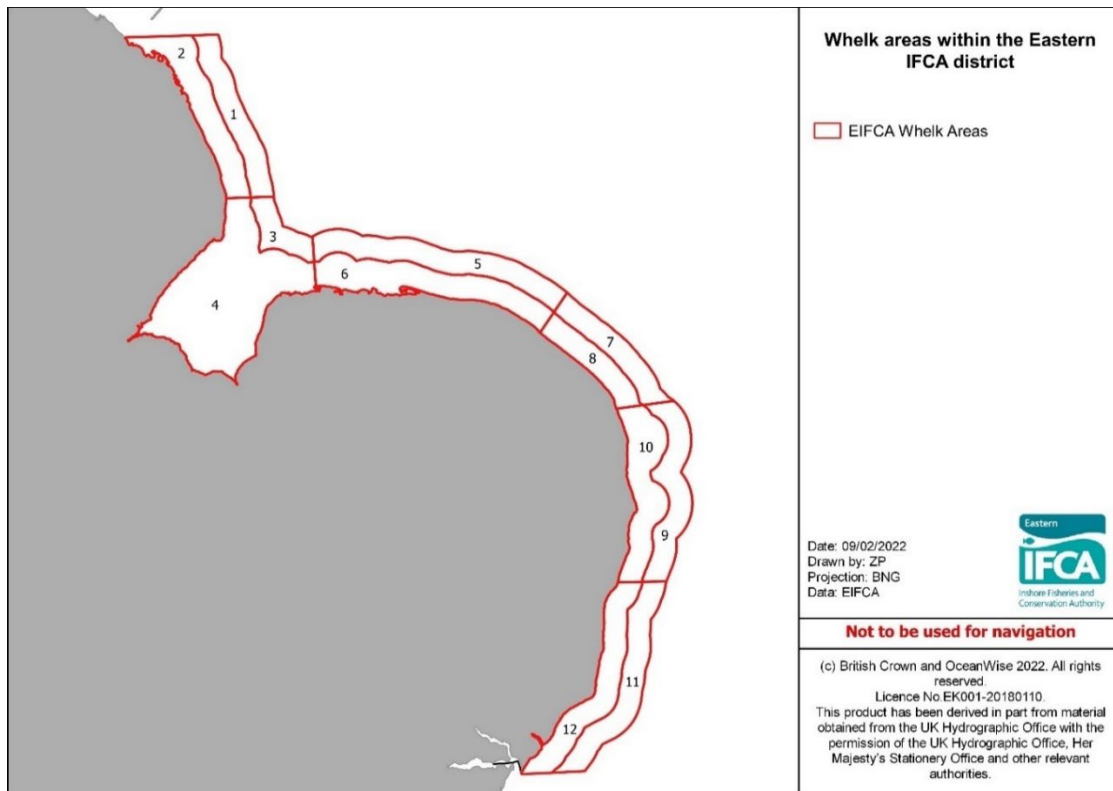 Whelk areas within the Eastern
IFCA district
EIFCA Whelk Areas
2
1
3
4
5
6
7
8
10
9
11
12
Date: 09/02/2022
Drawn by: ZP
Projection: BNG
Data: EIFCA
Eastern
IFCA
Inshore Fisheries and
Conservation Authority
Not to be used for navigation
(c) British Crown and OceanWise 2022. All rights
reserved.
Licence No.EK001-20180110.
This product has been derived in part from material
obtained from the UK Hydrographic Office with the
permission of the UK Hydrographic Office, Her
Majesty's Stationery Office and other relevant
authorities.